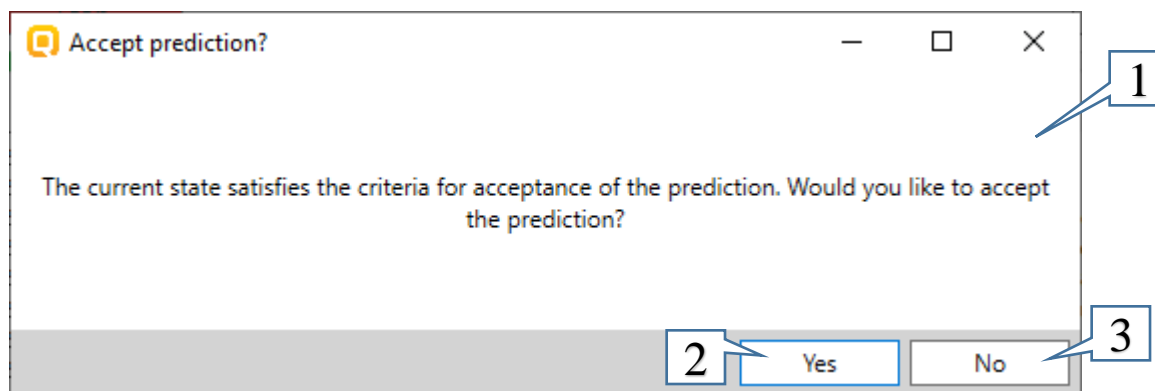 Accept prediction?
1
The current state satisfies the criteria for acceptance of the prediction. Would you like to accept
the prediction?
2
Yes
No
3